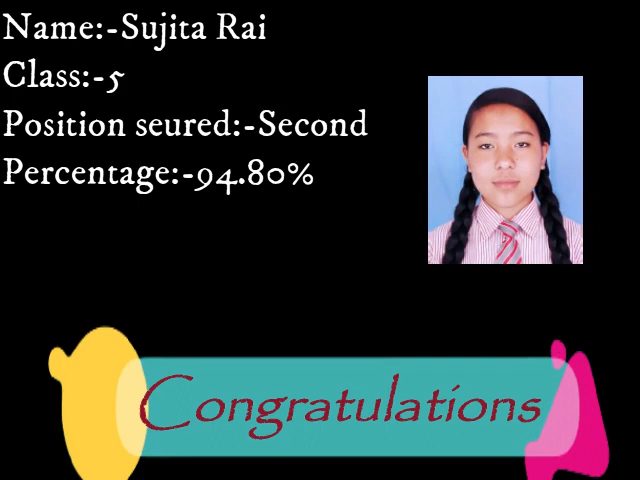 Name:-Sujita Rai
Class:-5
Position seured:-Second
Percentage:-94.80%
Congratulations